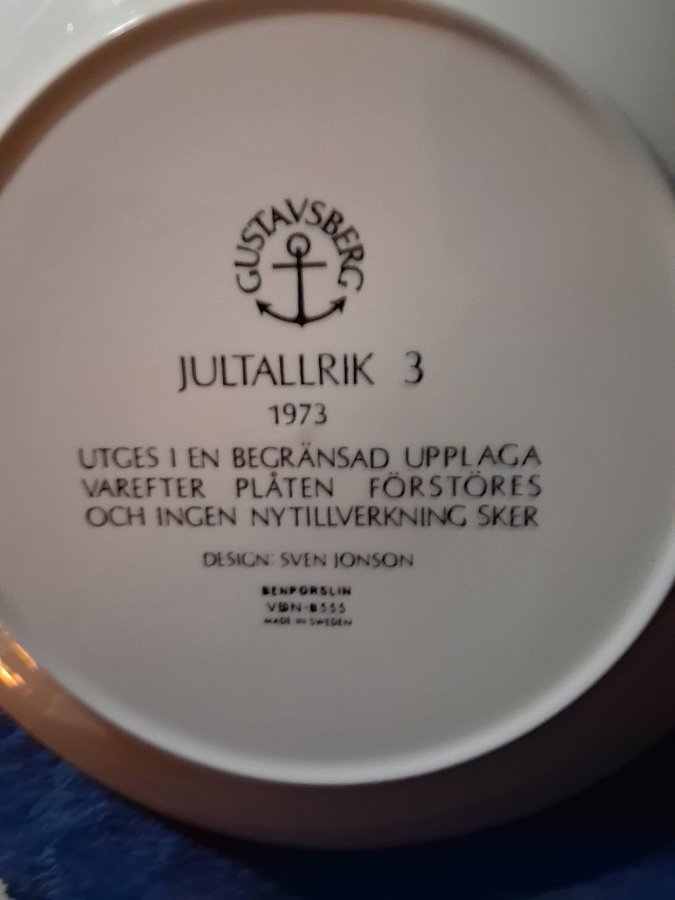 GUSTAVSBERG
JULTALLRIK 3
1973
UTGES I EN BEGRÄNSAD UPPLAGA
VAREFTER PLÅTEN FÖRSTÖRES
OCH INGEN NYTILLVERKNING SKER
DESIGN: SVEN JONSON
BENPORSLIN
MADE IN SWEDEN